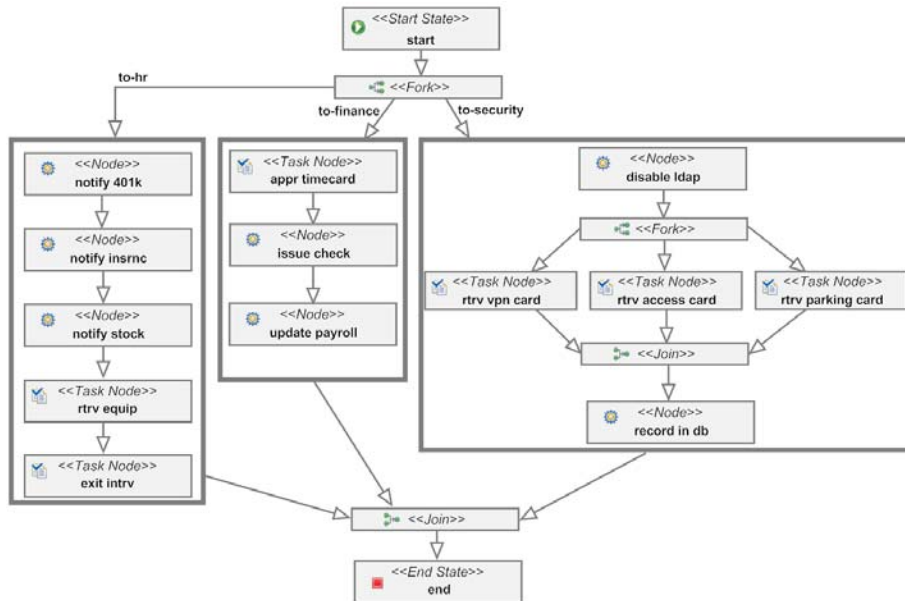 <<Start State>>
start
<<Fork>>
to-hr
to-finance
to-security
<<Node>>
notify 401k
<<Node>>
notify insrnc
<<Node>>
notify stock
<<Task Node>>
rtrv equip
<<Task Node>>
exit intrv
<<Task Node>>
appr timecard
<<Node>>
issue check
<<Node>>
update payroll
<<Node>>
disable ldap
<<Fork>>
<<Task Node>>
rtrv vpn card
<<Task Node>>
rtrv access card
<<Task Node>>
rtrv parking card
<<Join>>
<<Node>>
record in db
<<Join>>
<<End State>>
end